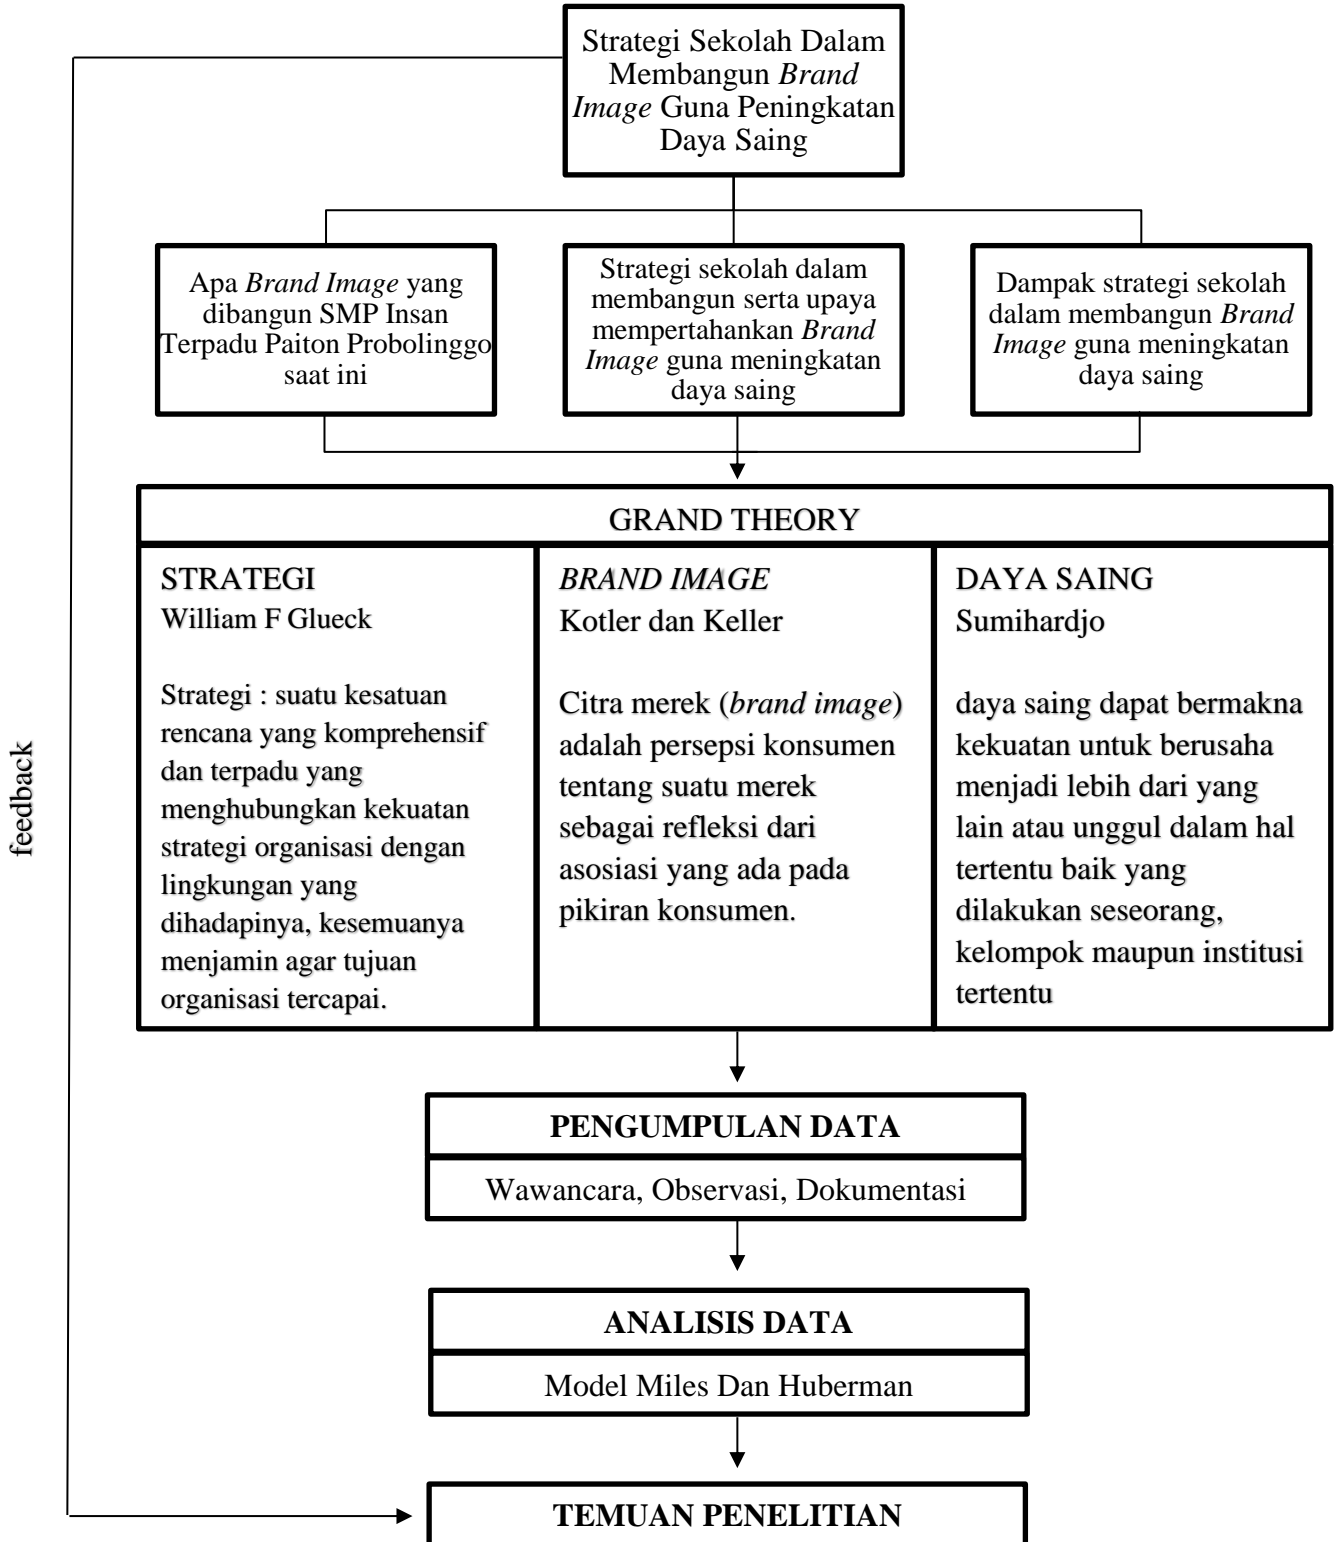 Strategi Sekolah Dalam
Membangun Brand
Image Guna Peningkatan
Daya Saing
Apa Brand Image yang
dibangun SMP Insan
Terpadu Paiton Probolinggo
saat ini
Strategi sekolah dalam
membangun serta upaya
mempertahankan Brand
Image guna meningkatan
daya saing
Dampak strategi sekolah
dalam membangun Brand
Image guna meningkatan
daya saing
GRAND THEORY
STRATEGI
William F Glueck
Strategi : suatu kesatuan
rencana yang komprehensif
dan terpadu yang
menghubungkan kekuatan
strategi organisasi dengan
lingkungan yang
dihadapinya, kesemuanya
menjamin agar tujuan
organisasi tercapai.
BRAND IMAGE
Kotler dan Keller
Citra merek (brand image)
adalah persepsi konsumen
tentang suatu merek
sebagai refleksi dari
asosiasi yang ada pada
pikiran konsumen.
DAYA SAING
Sumihardjo
daya saing dapat bermakna
kekuatan untuk berusaha
menjadi lebih dari yang
lain atau unggul dalam hal
tertentu baik yang
dilakukan seseorang,
kelompok maupun institusi
tertentu
feedback
PENGUMPULAN DATA
Wawancara, Observasi, Dokumentasi
ANALISIS DATA
Model Miles Dan Huberman
TEMUAN PENELITIAN